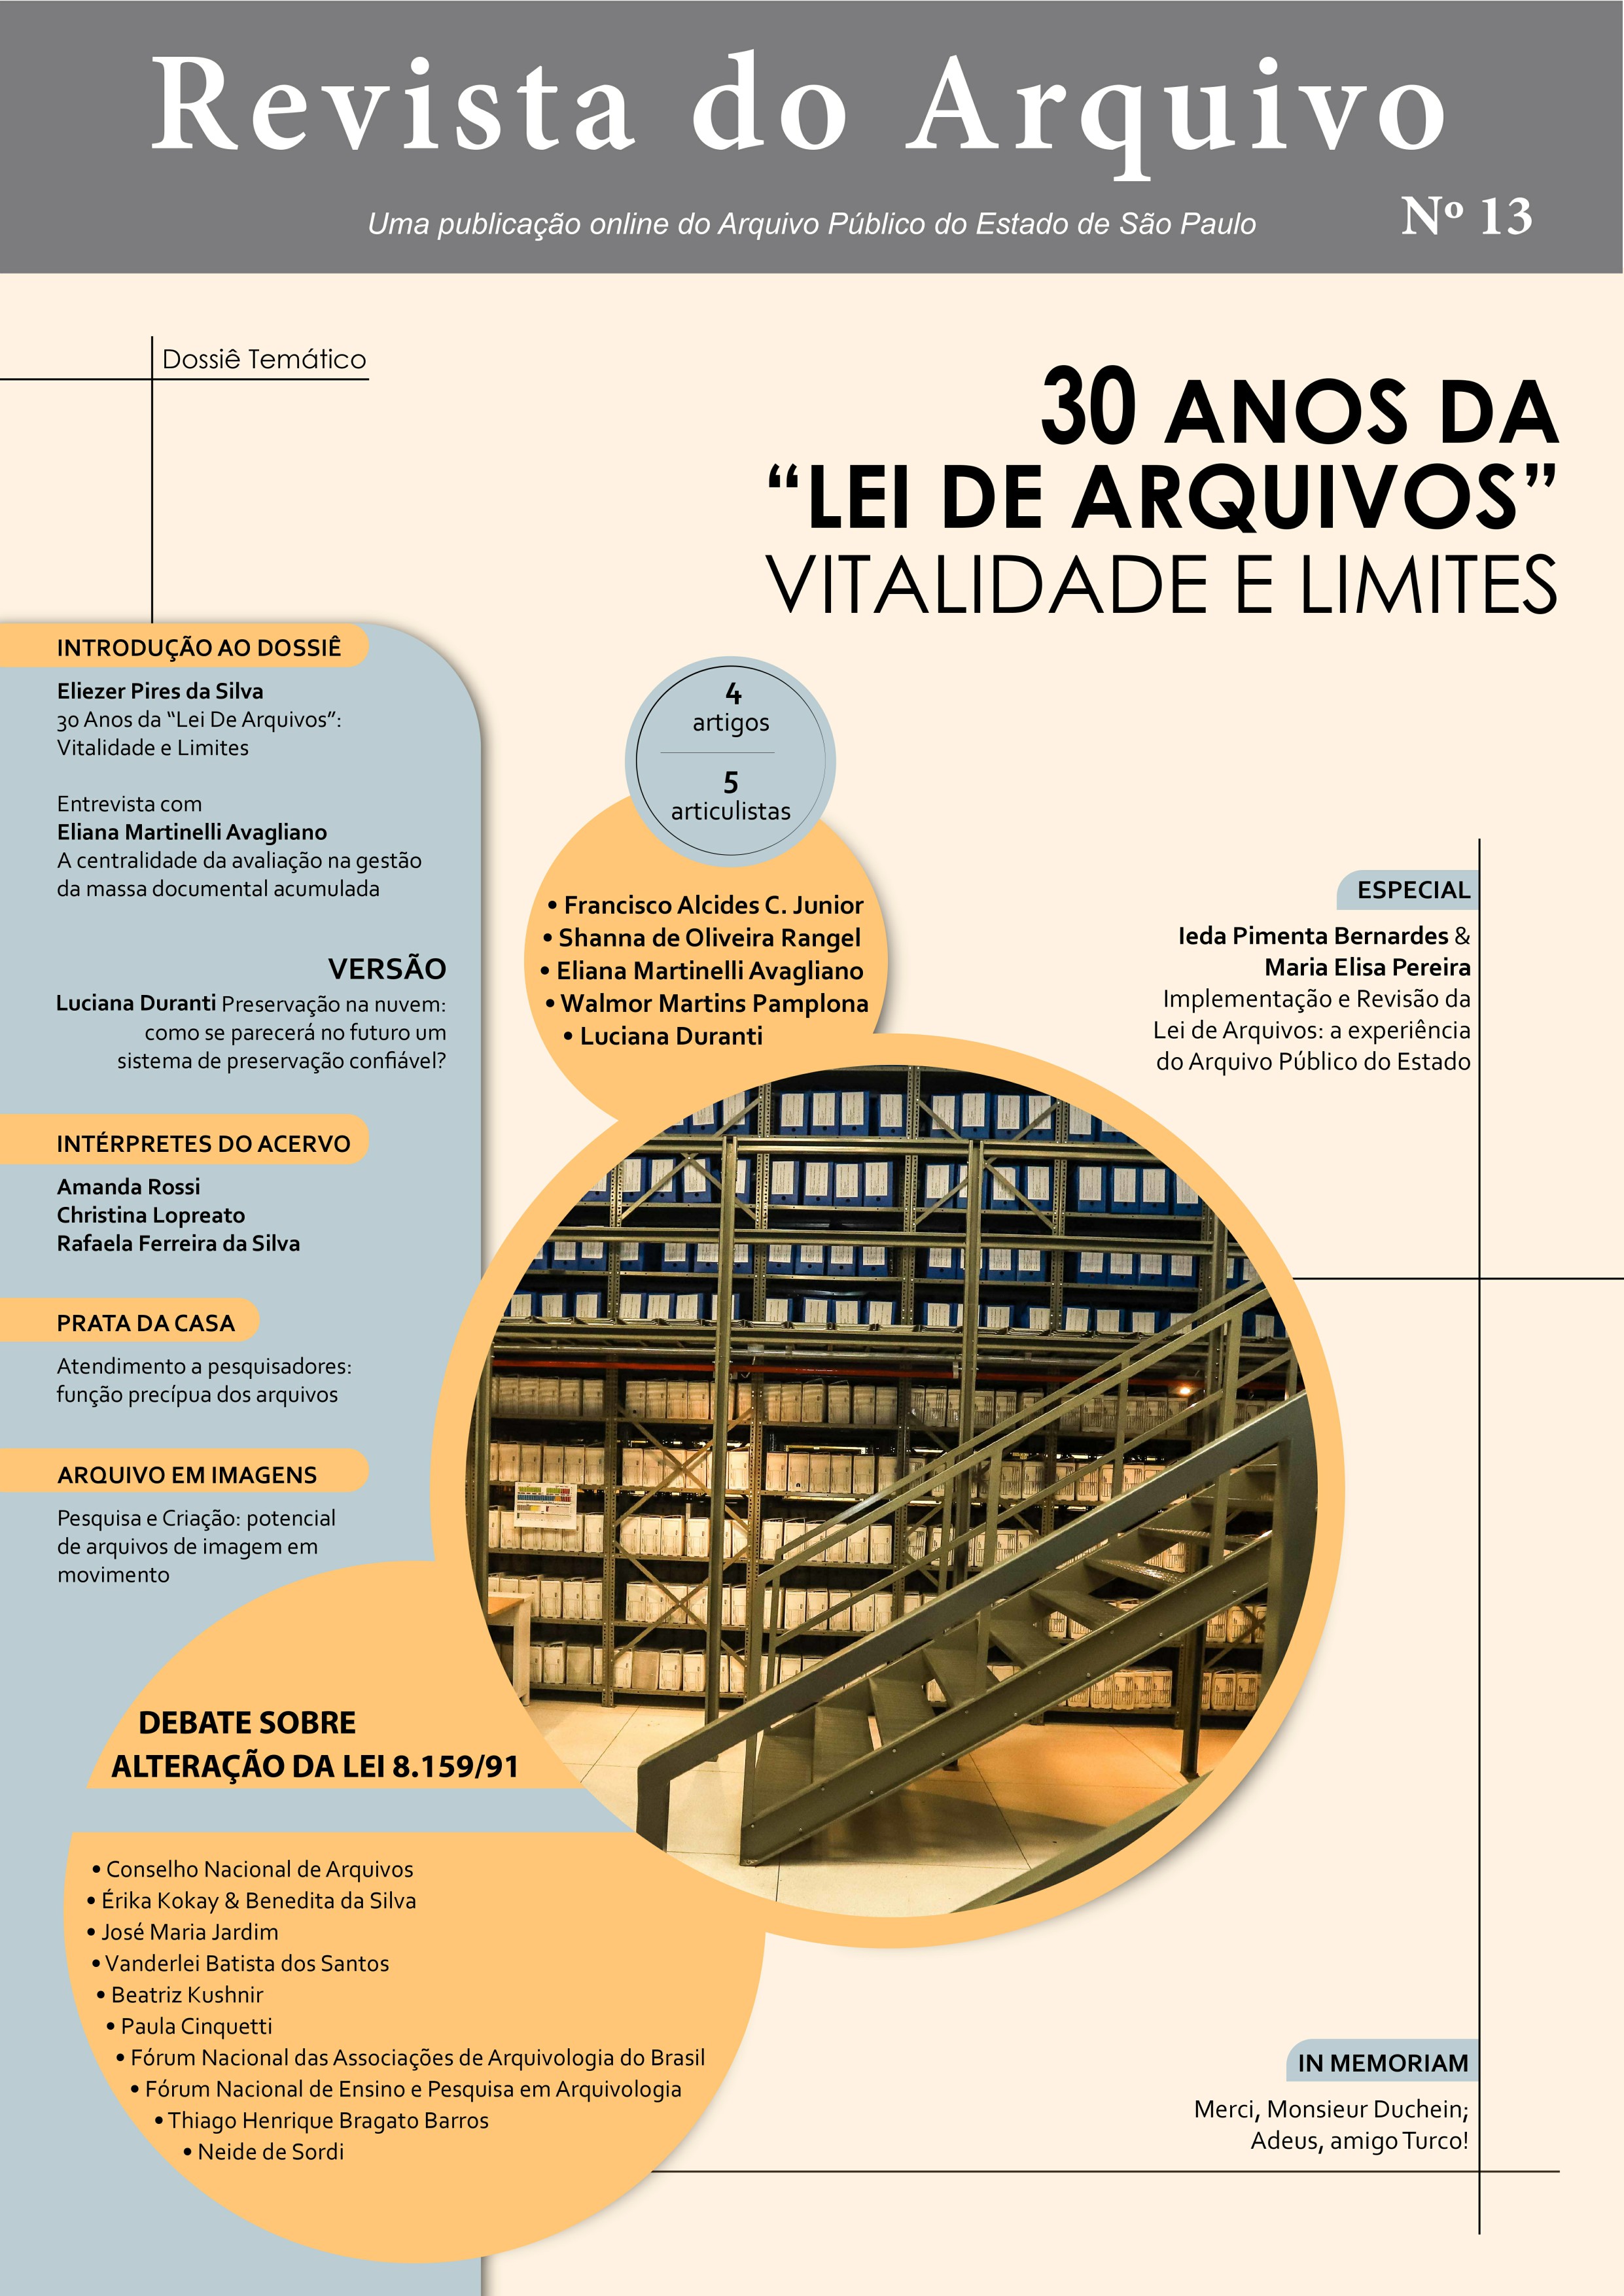 Revista do Arquivo
Uma publicação online do Arquivo Público do Estado de São Paulo
Nº 13
Dossiê Temático
30 ANOS DA
“LEI DE ARQUIVOS”
VITALIDADE E LIMITES
INTRODUÇÃO AO DOSSIÊ
Eliezer Pires da Silva
30 Anos da “Lei De Arquivos”:
Vitalidade e Limites
Entrevista com
Eliana Martinelli Avagliano
A centralidade da avaliação na gestão
da massa documental acumulada
VERSÃO
Luciana Duranti Preservação na nuvem:
como se parecerá no futuro um
sistema de preservação confiável?
INTÉRPRETES DO ACERVO
Amanda Rossi
Christina Lopreato
Rafaela Ferreira da Silva
PRATA DA CASA
Atendimento a pesquisadores:
função precípua dos arquivos
ARQUIVO EM IMAGENS
Pesquisa e Criação: potencial
de arquivos de imagem em
movimento
4
artigos
5
articulistas
• Francisco Alcides C. Junior
• Shanna de Oliveira Rangel
• Eliana Martinelli Avagliano
• Walmor Martins Pamplona
• Luciana Duranti
ESPECIAL
Ieda Pimenta Bernardes &
Maria Elisa Pereira
Implementação e Revisão da
Lei de Arquivos: a experiência
do Arquivo Público do Estado
DEBATE SOBRE
ALTERAÇÃO DA LEI 8.159/91
• Conselho Nacional de Arquivos
• Érika Kokay & Benedita da Silva
• José Maria Jardim
• Vanderlei Batista dos Santos
• Beatriz Kushnir
• Paula Cinquetti
• Fórum Nacional das Associações de Arquivologia do Brasil
• Fórum Nacional de Ensino e Pesquisa em Arquivologia
• Thiago Henrique Bragato Barros
• Neide de Sordi
IN MEMORIAM
Merci, Monsieur Duchein;
Adeus, amigo Turco!